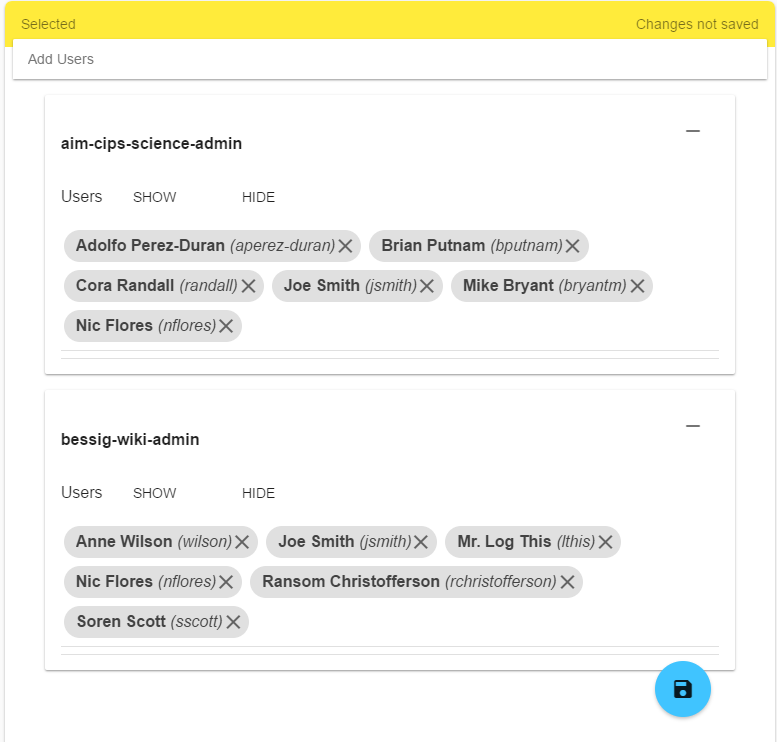 Selected Changes not saved
Add Users
aim-cips-science-admin
Users SHOW HIDE
Adolfo Perez-Duran (aperez-duran) Brian Putnam (bputnam)
Cora Randall (randall) Joe Smith (jsmith) Mike Bryant (bryantm)
Nic Flores (nflores)
bessig-wiki-admin
Users SHOW HIDE
Anne Wilson (wilson) Joe Smith (jsmith) Mr. Log This (lthis)
Nic Flores (nflores) Ransom Christofferson (rchristofferson)
Soren Scott (sscott)